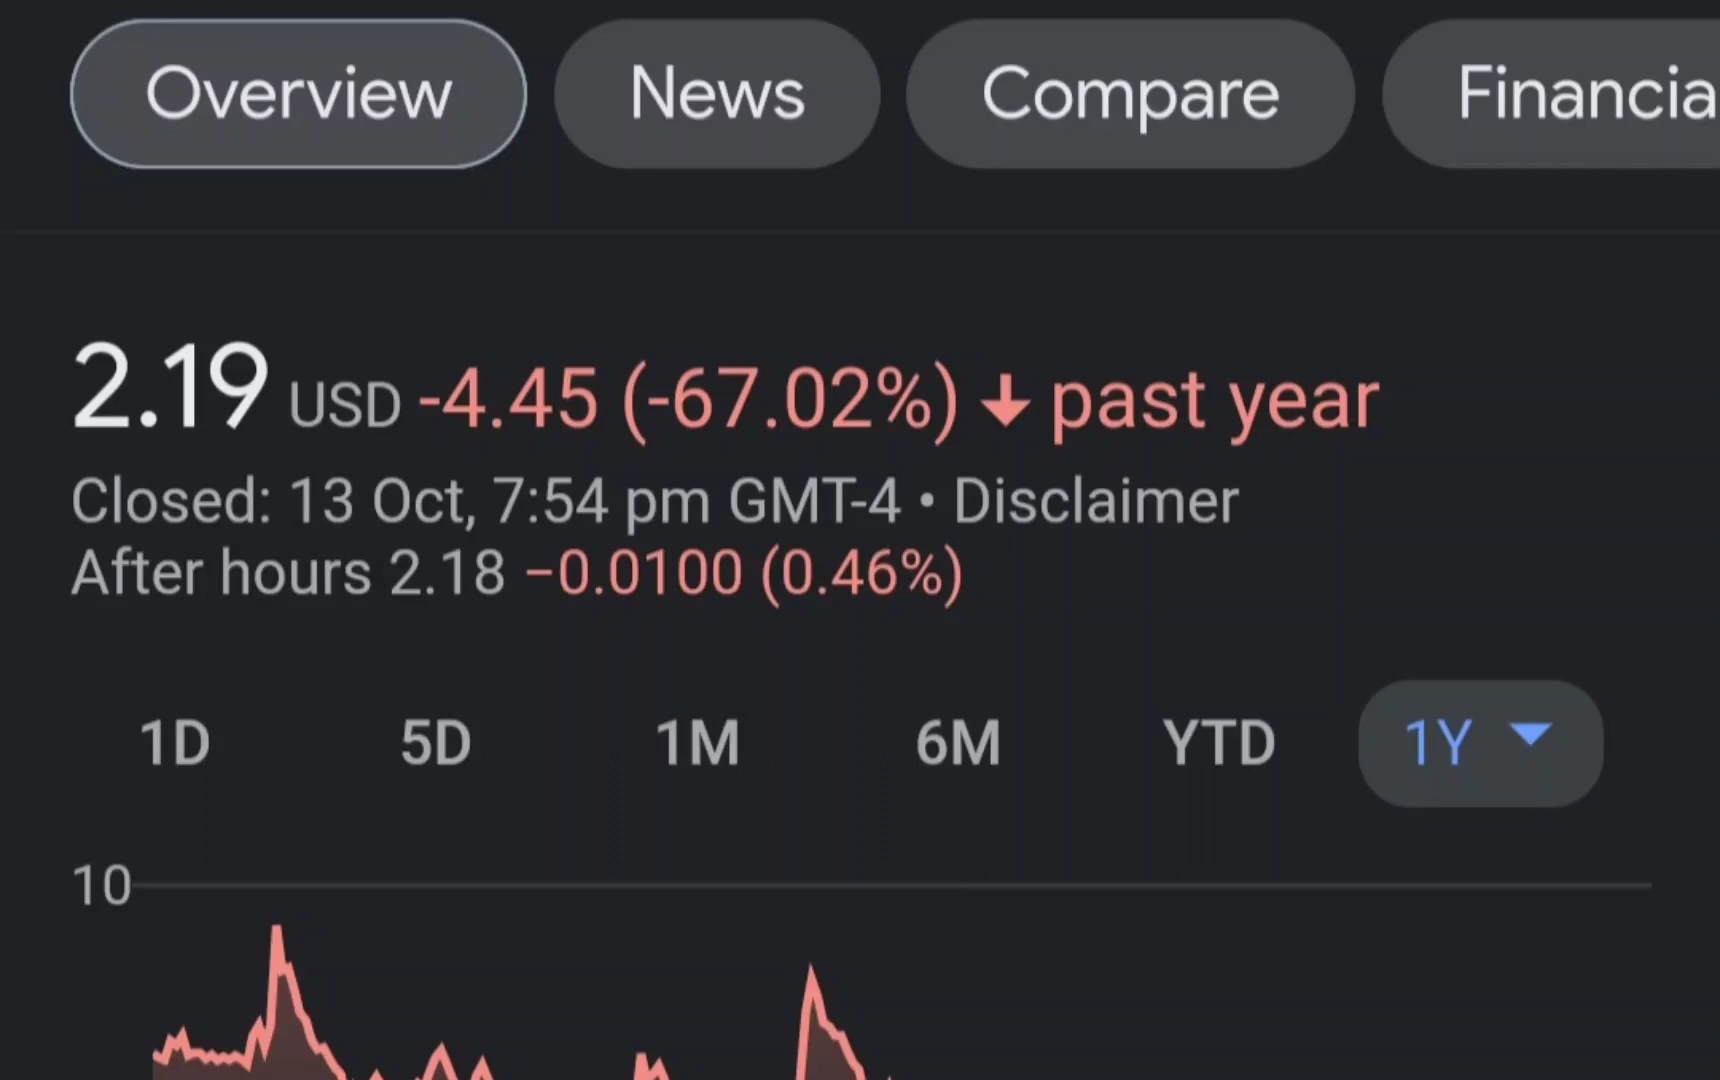 Overview News Compare Financia
2.19 USD -4.45 (-67.02%) ↓ past year
Closed: 13 Oct, 7:54 pm GMT-4 • Disclaimer
After hours 2.18 −0.0100 (0.46%)
1D 5D 1M 6M YTD 1Y
10